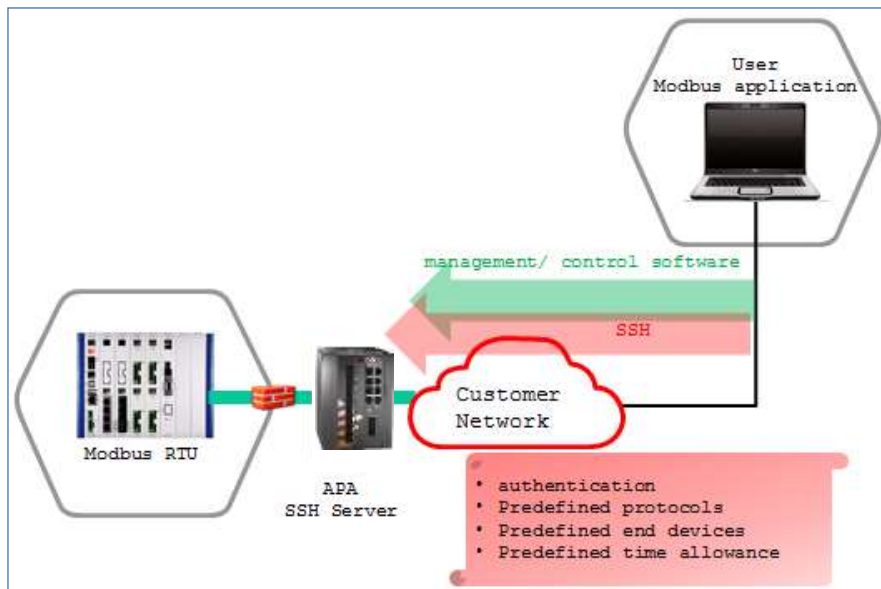 User
Modbus application
management/ control software
SSH
Customer
Network
Modbus RTU
APA
SSH Server
• authentication
• Predefined protocols
• Predefined end devices
• Predefined time allowance